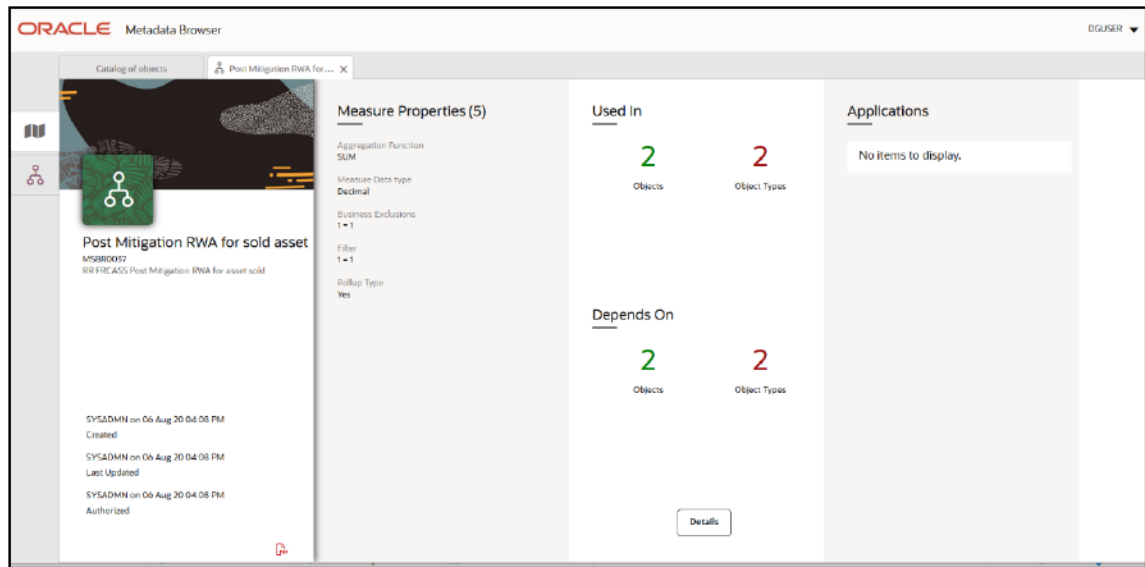 ORACLE Metadata Browser
OGUSER
Catalog of objects
Post Mitigation RWA for... X
Post Mitigation RWA for sold asset
MSBR0037
RR FRCASS Post Mitigation RWA for asset sold
SYSADMN on 06 Aug 20 04:08 PM
Created
SYSADMN on 06 Aug 20 04:08 PM
Last Updated
SYSADMN on 06 Aug 20 04:08 PM
Authorized
PDF
Measure Properties (5)
Aggregation Function
SUM
Measure Data type
Decimal
Business Exclusions
1=1
Filter
1=1
Rollup Type
Yes
Used In
2 2
Objects Object Types
Depends On
2 2
Objects Object Types
Details
Applications
No items to display.